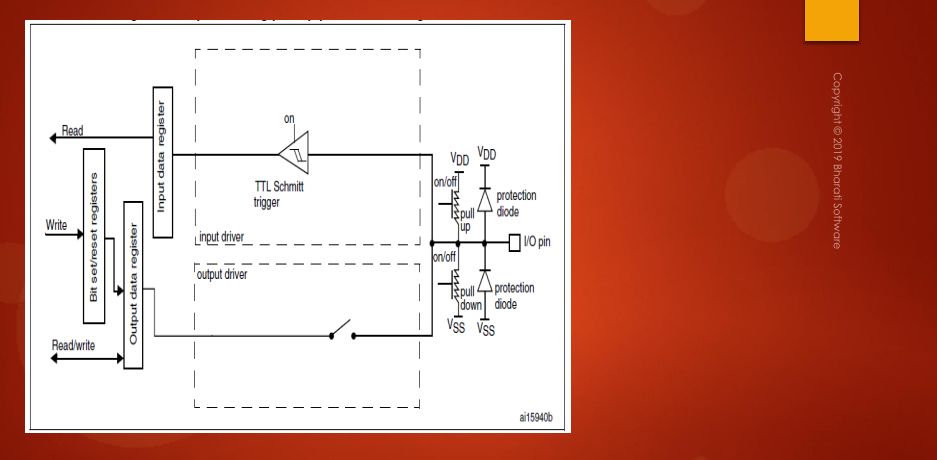 on
Read
Input data register
TTL Schmitt
trigger
VDD
VDD
on/off
pull
up
protection
diode
Bit set/reset registers
Write
Output data register
input driver
I/O pin
output driver
on/off
pull
down
protection
diode
VSS
VSS
Read/write
ai15940b
Copyright © 2019 Bharati Software